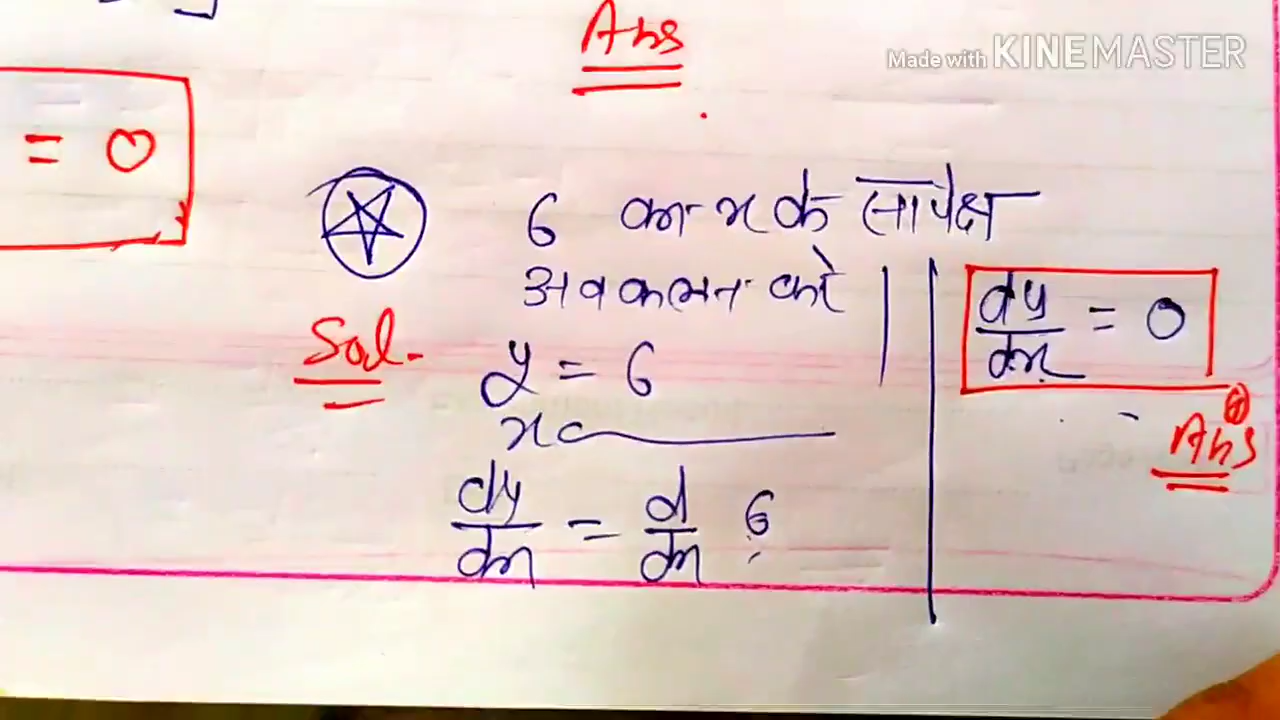 ]
Ans
Made with KINEMASTER
= 0
6 का x के सापेक्ष
अवकलन करे
Sol.
y = 6
x
dy/dx = d/dx 6
dy/dx = 0
Ans